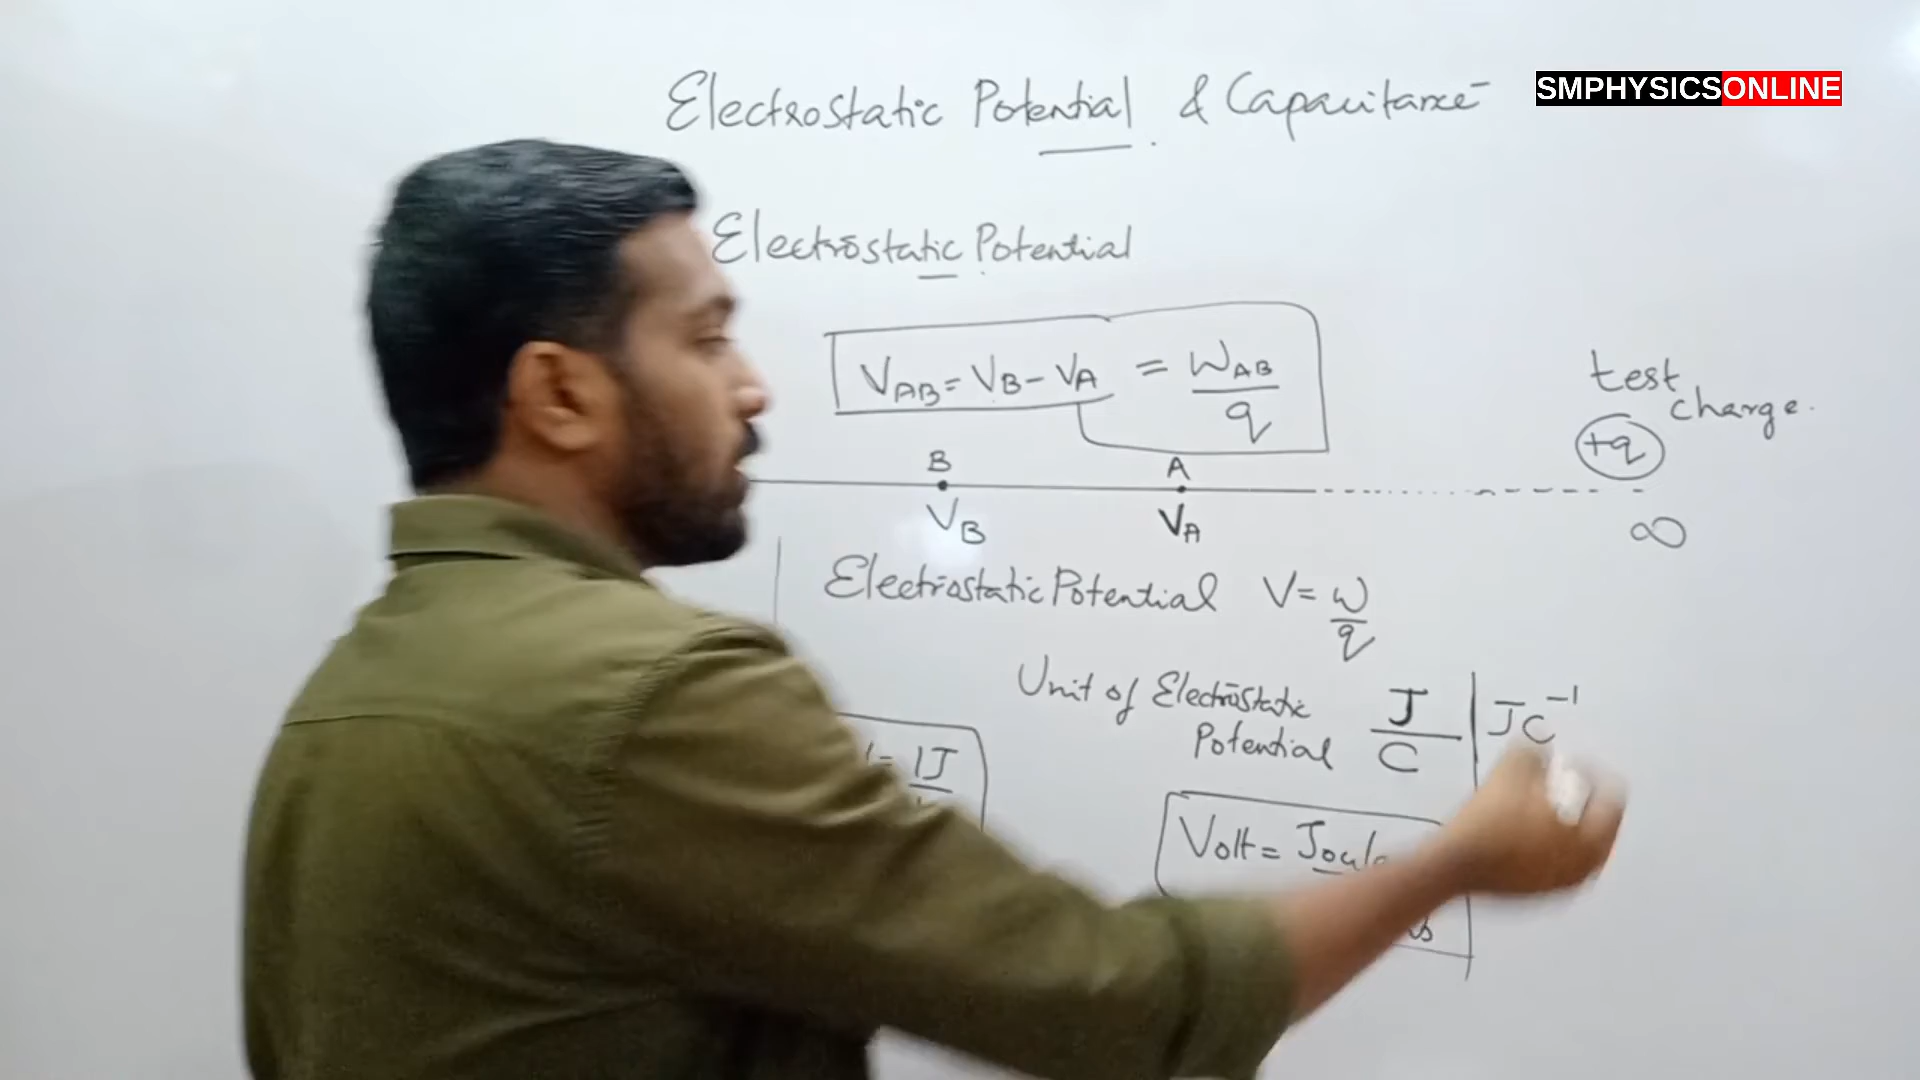 Electrostatic Potential & Capacitance
SMPHYSICSONLINE
Electrostatic Potential
V_AB = V_B - V_A = W_AB / q
test charge.
+q
B A
V_B V_A ∞
Electrostatic Potential V = W / q
Unit of Electrostatic J / C JC^-1
Potential
= 1J
Volt = Joule